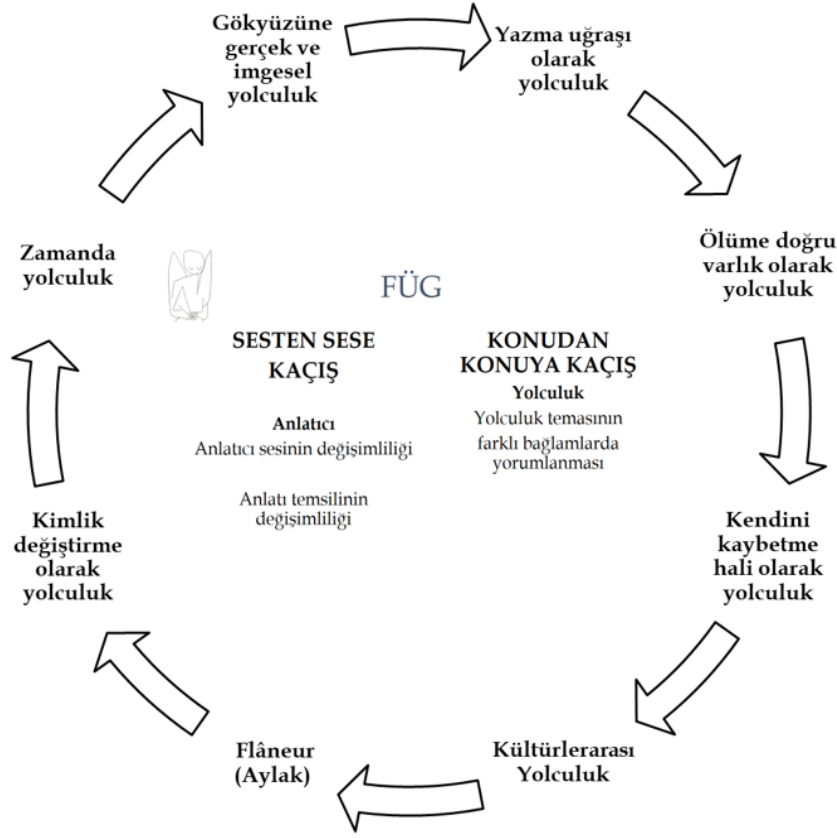 Gökyüzüne
gerçek ve
imgesel
yolculuk
Yazma uğraşı
olarak
yolculuk
Ölüme doğru
varlık olarak
yolculuk
Kendini
kaybetme
hali olarak
yolculuk
Kültürlerarası
Yolculuk
Flâneur
(Aylak)
Kimlik
değiştirme
olarak
yolculuk
Zamanda
yolculuk
FÜG
SESTEN SESE
KAÇIŞ
Anlatıcı
Anlatıcı sesinin değişimliliği
Anlatı temsilinin
değişimliliği
KONUDAN
KONUYA KAÇIŞ
Yolculuk
Yolculuk temasının
farklı bağlamlarda
yorumlanması